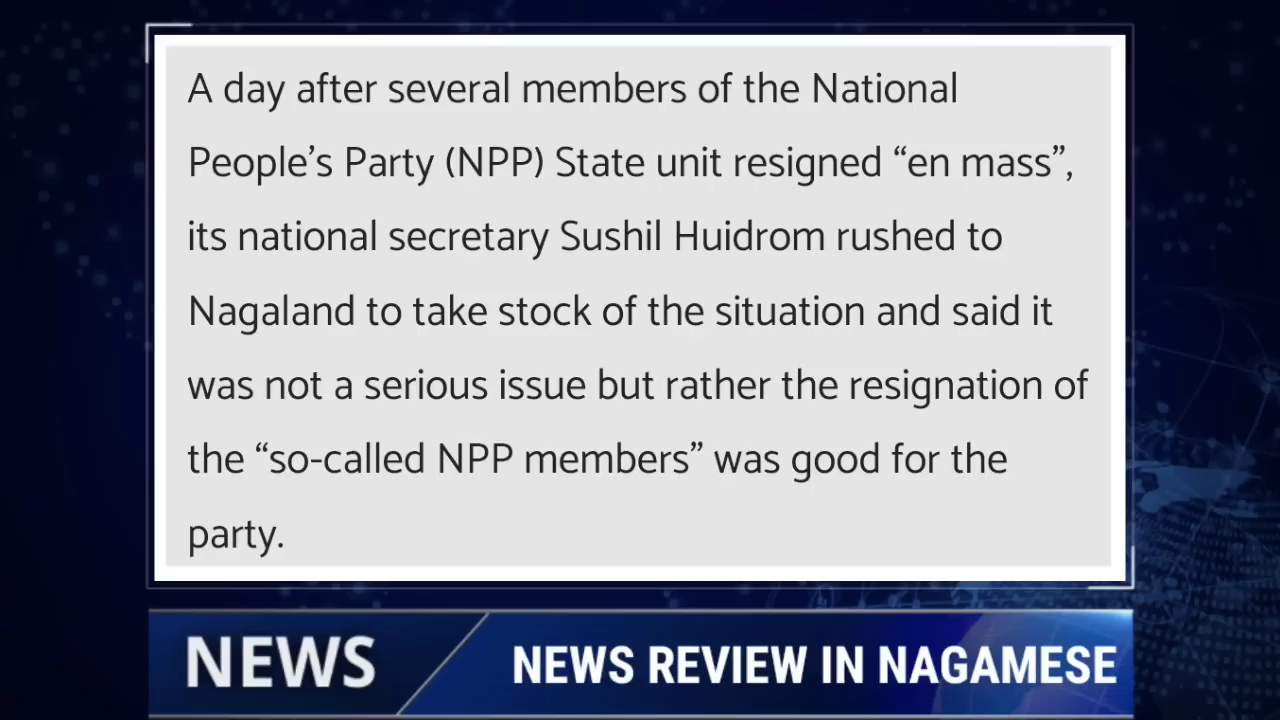 A day after several members of the National
People’s Party (NPP) State unit resigned “en mass”,
its national secretary Sushil Huidrom rushed to
Nagaland to take stock of the situation and said it
was not a serious issue but rather the resignation of
the “so-called NPP members” was good for the
party.
NEWS
NEWS REVIEW IN NAGAMESE